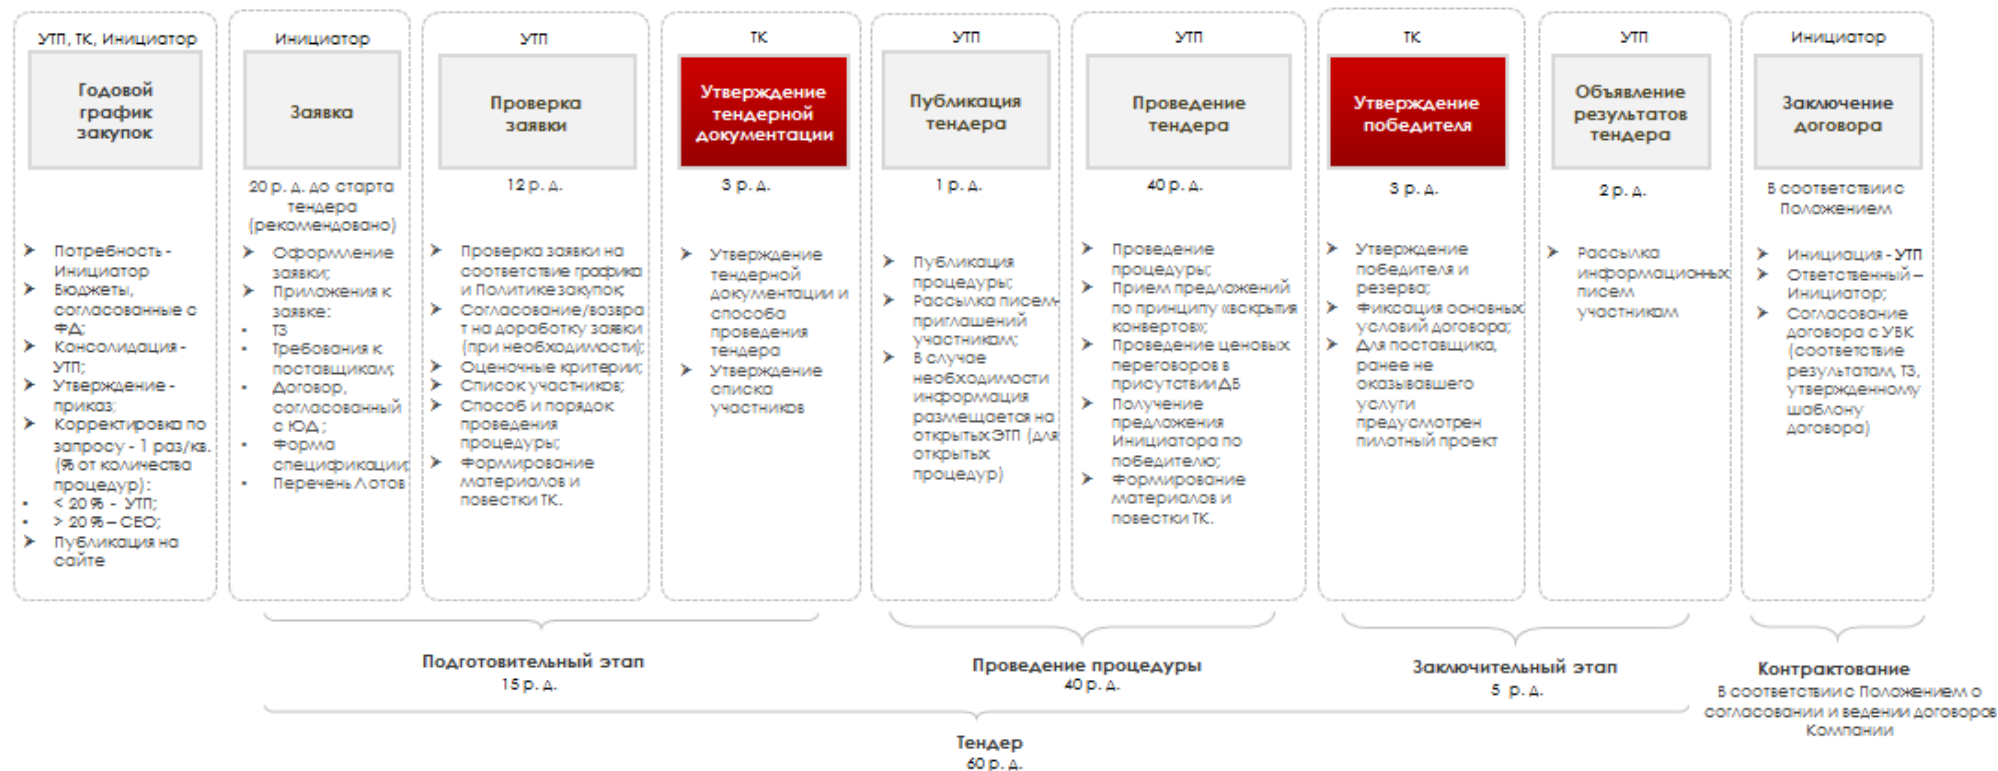 УТП, ТК, Инициатор
Годовой
график
закупок
➤ Потребность -
Инициатор
➤ Бюджеты,
согласованные с
ФД;
➤ Консолидация -
УТП;
➤ Утверждение -
приказ;
➤ Корректировка по
запросу - 1 раз/кв.
(% от количества
процедур) :
• < 20 % - УТП;
• > 20 % – CEO;
➤ Публикация на
сайте
Инициатор
Заявка
20 р. д. до старта
тендера
(рекомендовано)
➤ Оформление
заявки;
➤ Приложения к
заявке:
• ТЗ
• Требования к
поставщикам;
• Договор,
согласованный
с ЮД ;
• Форма
спецификации;
• Перечень Лотов
УТП
Проверка
заявки
12 р. д.
➤ Проверка заявки на
соответствие графика
и Политике закупок;
➤ Согласование/возвра
т на доработку заявки
(при необходимости);
➤ Оценочные критерии;
➤ Список участников;
➤ Способ и порядок
проведения
процедуры;
➤ Формирование
материалов и
повестки ТК.
ТК
Утверждение
тендерной
документации
3 р. д.
➤ Утверждение
тендерной
документации и
способа
проведения
тендера
➤ Утверждение
списка
участников
УТП
Публикация
тендера
1 р. д.
➤ Публикация
процедуры;
➤ Рассылка писем-
приглашений
участникам;
➤ В случае
необходимости
информация
размещается на
открытых ЭТП (для
открытых
процедур)
УТП
Проведение
тендера
40 р. д.
➤ Проведение
процедуры;
➤ Прием предложений
по принципу «вскрытия
конвертов»;
➤ Проведение ценовых
переговоров в
присутствии ДБ
➤ Получение
предложения
Инициатора по
победителю;
➤ Формирование
материалов и
повестки ТК.
ТК
Утверждение
победителя
3 р. д.
➤ Утверждение
победителя и
резерва;
➤ Фиксация основных
условий договора;
➤ Для поставщика,
ранее не
оказывавшего
услуги
предусмотрен
пилотный проект
УТП
Объявление
результатов
тендера
2 р. д.
➤ Рассылка
информационных
писем
участникам
Инициатор
Заключение
договора
В соответствии с
Положением
➤ Инициация - УТП
➤ Ответственный –
Инициатор;
➤ Согласование
договора с УВК
(соответствие
результатам, ТЗ,
утвержденному
шаблону
договора)
Подготовительный этап
15 р. д.
Проведение процедуры
40 р. д.
Заключительный этап
5 р. д.
Контрактование
В соответствии с Положением о
согласовании и ведении договоров
Компании
Тендер
60 р. д.